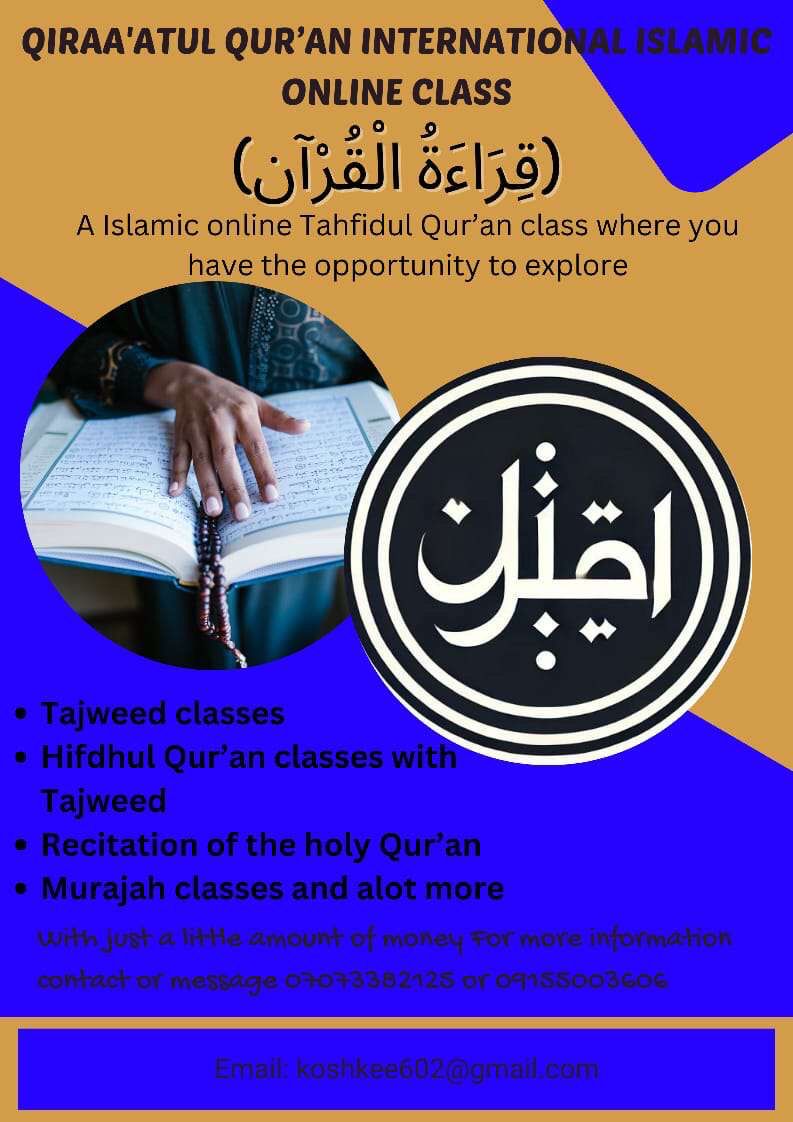 QIRAA'ATUL QUR’AN INTERNATIONAL ISLAMIC
ONLINE CLASS
(قِرَاءَةُ الْقُرْآن)
A Islamic online Tahfidul Qur’an class where you
have the opportunity to explore
• Tajweed classes
• Hifdhul Qur’an classes with
Tajweed
• Recitation of the holy Qur’an
• Murajah classes and alot more
With just a little amount of money For more information
contact or message 07073382125 or 09155003606
Email: koshkee602@gmail.com